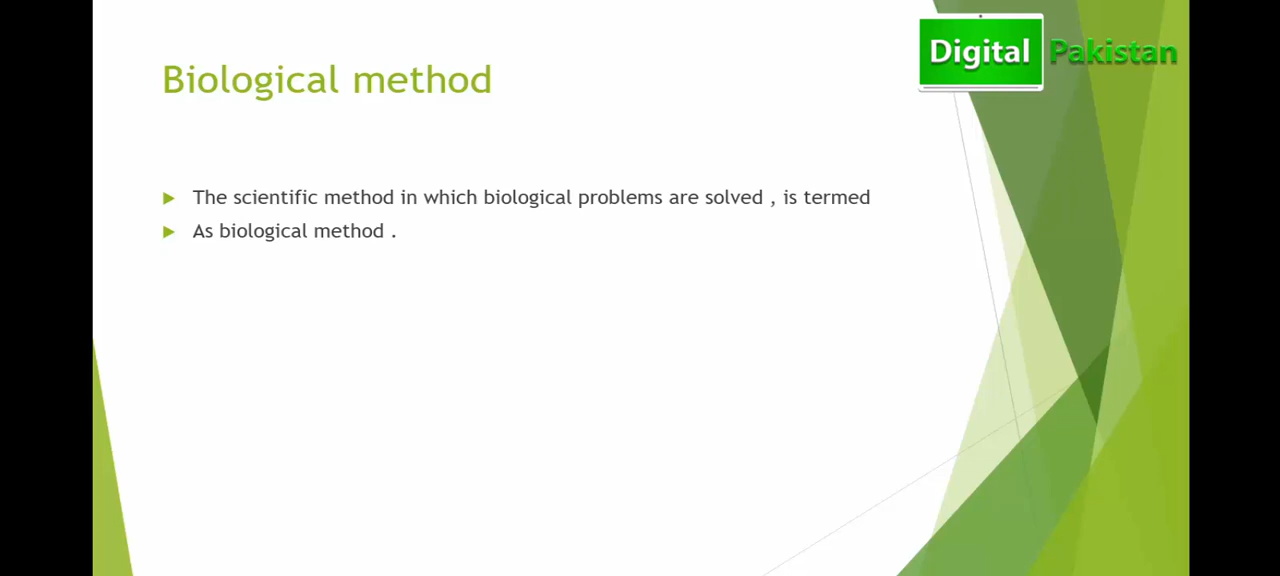 Digital Pakistan
Biological method
The scientific method in which biological problems are solved , is termed
As biological method .